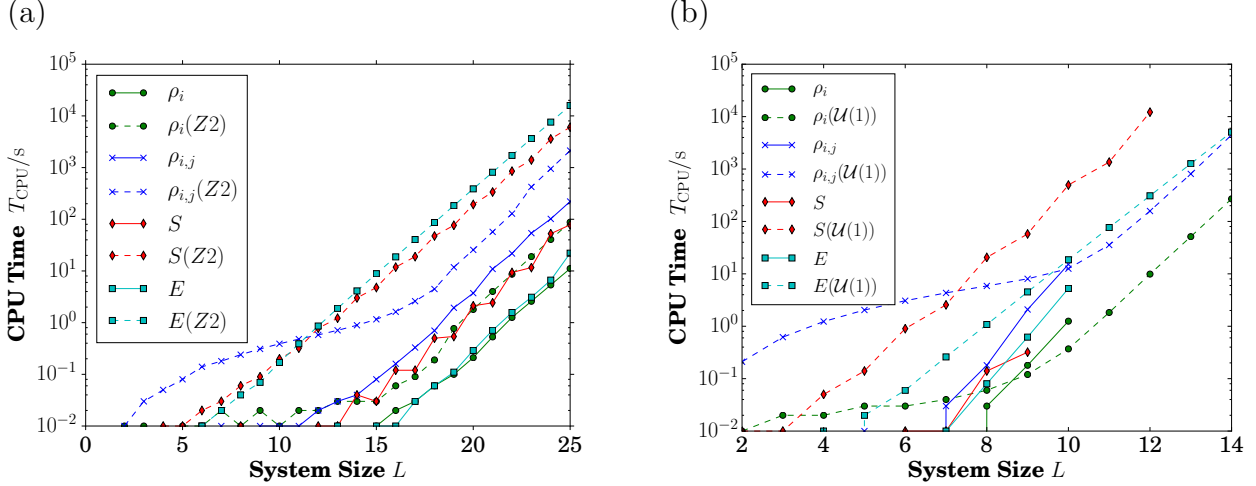 (a)
(b)
10^5
10^4
10^3
10^2
10^1
10^0
10^-1
10^-2
CPU Time T_CPU/s
ρ_i
ρ_i(Z2)
ρ_i,j
ρ_i,j(Z2)
S
S(Z2)
E
E(Z2)
0 5 10 15 20 25
System Size L
10^5
10^4
10^3
10^2
10^1
10^0
10^-1
10^-2
CPU Time T_CPU/s
ρ_i
ρ_i(𝒰(1))
ρ_i,j
ρ_i,j(𝒰(1))
S
S(𝒰(1))
E
E(𝒰(1))
2 4 6 8 10 12 14
System Size L